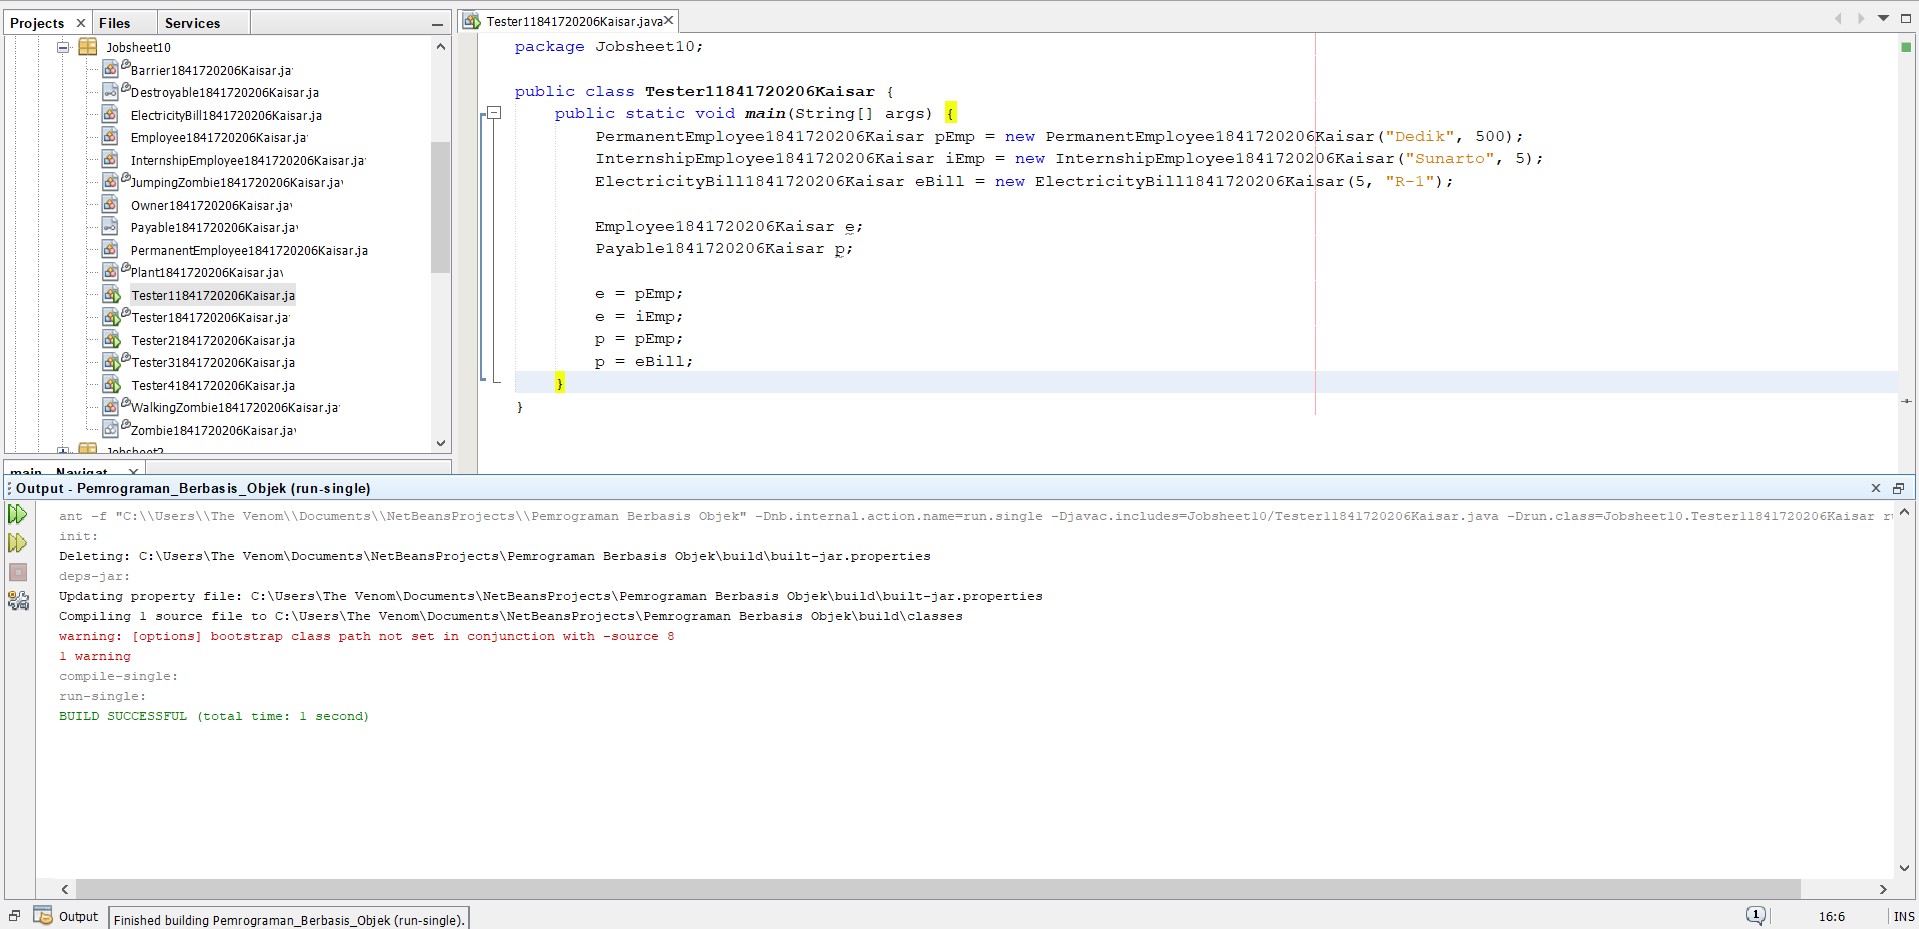 Projects
Files
Services
Tester11841720206Kaisar.java
Jobsheet10
Barrier1841720206Kaisar.ja
Destroyable1841720206Kaisar.ja
ElectricityBill1841720206Kaisar.ja
Employee1841720206Kaisar.ja
InternshipEmployee1841720206Kaisar.ja
JumpingZombie1841720206Kaisar.ja
Owner1841720206Kaisar.ja
Payable1841720206Kaisar.ja
PermanentEmployee1841720206Kaisar.ja
Plant1841720206Kaisar.ja
Tester11841720206Kaisar.ja
Tester1841720206Kaisar.ja
Tester21841720206Kaisar.ja
Tester31841720206Kaisar.ja
Tester41841720206Kaisar.ja
WalkingZombie1841720206Kaisar.ja
Zombie1841720206Kaisar.ja
Jobsheet2
main - Navigat...
package Jobsheet10;
public class Tester11841720206Kaisar {
public static void main(String[] args) {
PermanentEmployee1841720206Kaisar pEmp = new PermanentEmployee1841720206Kaisar("Dedik", 500);
InternshipEmployee1841720206Kaisar iEmp = new InternshipEmployee1841720206Kaisar("Sunarto", 5);
ElectricityBill1841720206Kaisar eBill = new ElectricityBill1841720206Kaisar(5, "R-1");
Employee1841720206Kaisar e;
Payable1841720206Kaisar p;
e = pEmp;
e = iEmp;
p = pEmp;
p = eBill;
}
}
Output - Pemrograman_Berbasis_Objek (run-single)
ant -f "C:\\Users\\The Venom\\Documents\\NetBeansProjects\\Pemrograman Berbasis Objek" -Dnb.internal.action.name=run.single -Djavac.includes=Jobsheet10/Tester11841720206Kaisar.java -Drun.class=Jobsheet10.Tester11841720206Kaisar ru
init:
Deleting: C:\Users\The Venom\Documents\NetBeansProjects\Pemrograman Berbasis Objek\build\built-jar.properties
deps-jar:
Updating property file: C:\Users\The Venom\Documents\NetBeansProjects\Pemrograman Berbasis Objek\build\built-jar.properties
Compiling 1 source file to C:\Users\The Venom\Documents\NetBeansProjects\Pemrograman Berbasis Objek\build\classes
warning: [options] bootstrap class path not set in conjunction with -source 8
1 warning
compile-single:
run-single:
BUILD SUCCESSFUL (total time: 1 second)
Output
Finished building Pemrograman_Berbasis_Objek (run-single).
1
16:6
INS